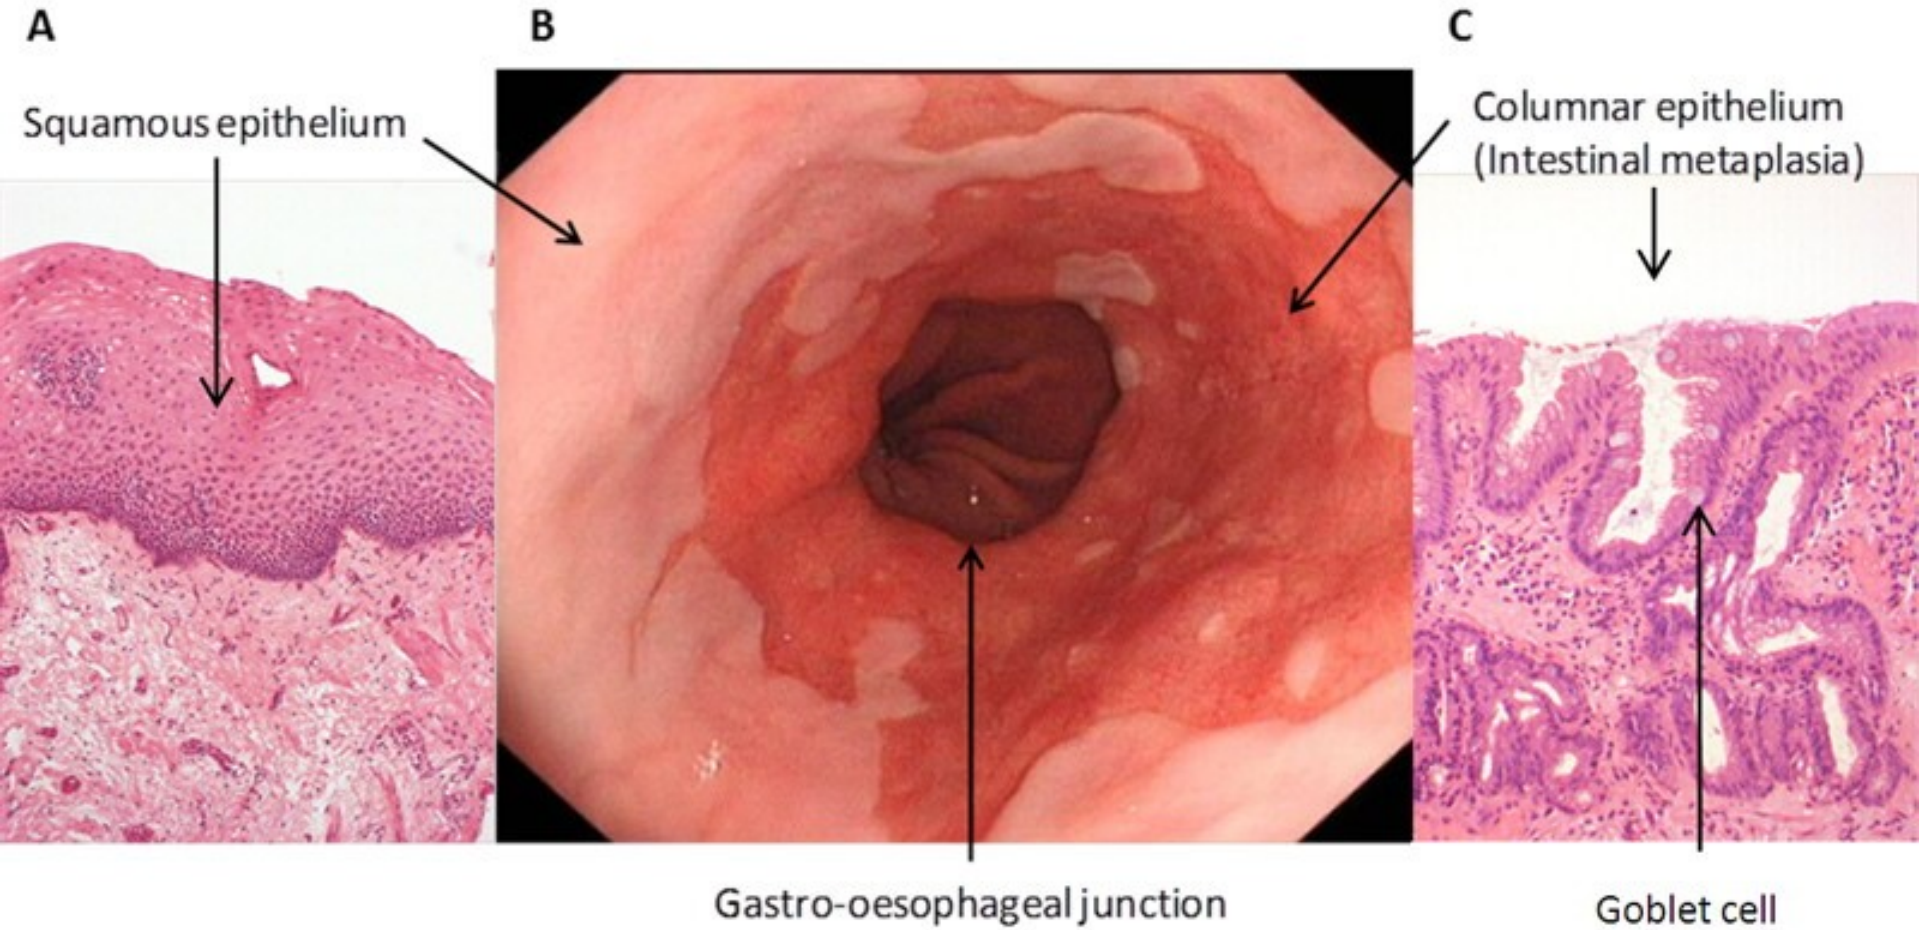 A
B
C
Squamous epithelium
Columnar epithelium
(Intestinal metaplasia)
Gastro-oesophageal junction
Goblet cell